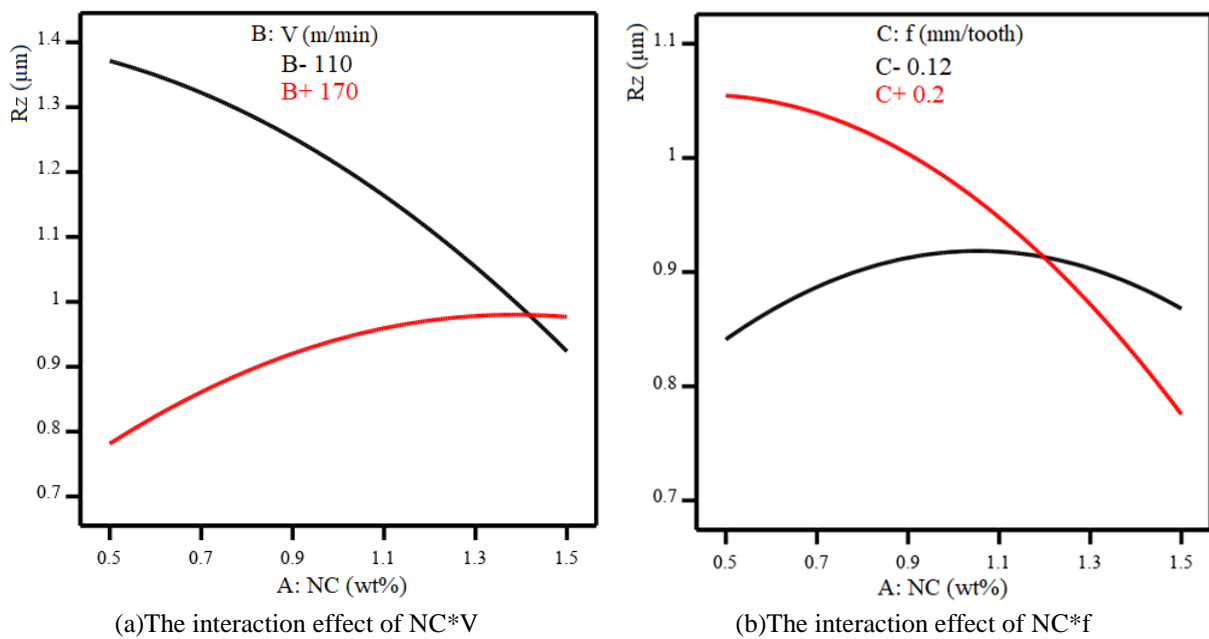 B: V (m/min)
B- 110
B+ 170
Rz (μm)
1.4
1.3
1.2
1.1
1
0.9
0.8
0.7
0.5 0.7 0.9 1.1 1.3 1.5
A: NC (wt%)
(a)The interaction effect of NC*V
C: f (mm/tooth)
C- 0.12
C+ 0.2
Rz (μm)
1.1
1
0.9
0.8
0.7
0.5 0.7 0.9 1.1 1.3 1.5
A: NC (wt%)
(b)The interaction effect of NC*f